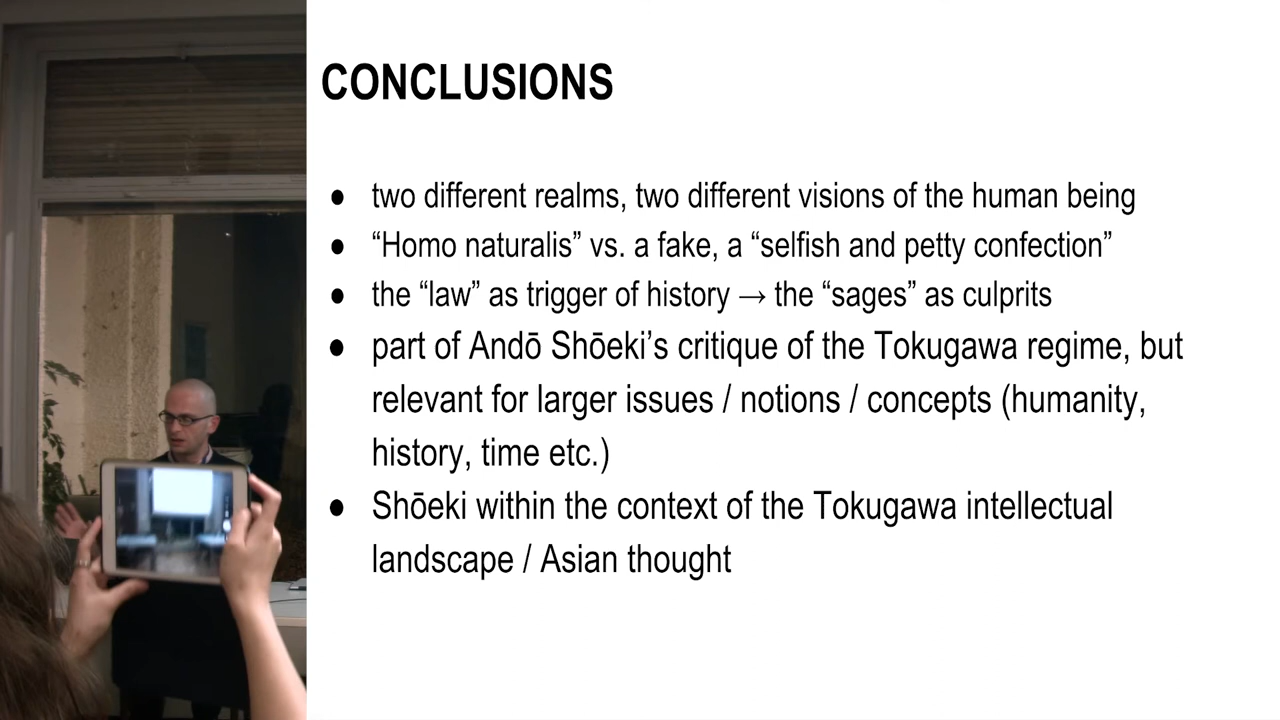 CONCLUSIONS
● two different realms, two different visions of the human being
● “Homo naturalis” vs. a fake, a “selfish and petty confection”
● the “law” as trigger of history → the “sages” as culprits
● part of Andō Shōeki’s critique of the Tokugawa regime, but
relevant for larger issues / notions / concepts (humanity,
history, time etc.)
● Shōeki within the context of the Tokugawa intellectual
landscape / Asian thought